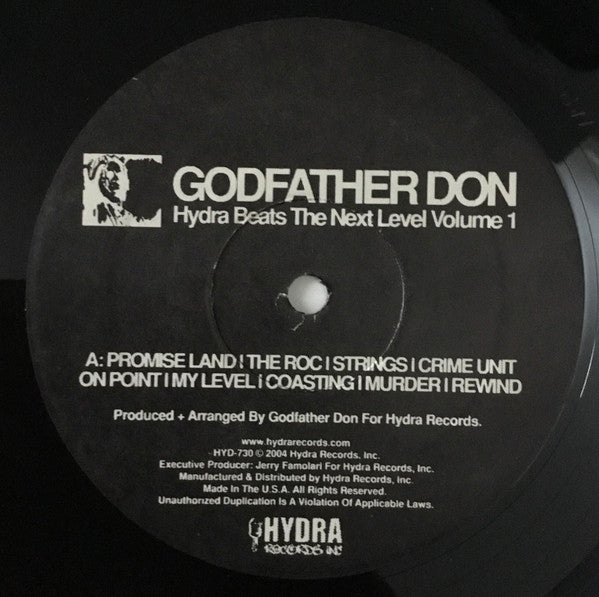 GODFATHER DON
Hydra Beats The Next Level Volume 1
A: PROMISE LAND | THE ROC | STRINGS | CRIME UNIT
ON POINT | MY LEVEL | COASTING | MURDER | REWIND
Produced + Arranged By Godfather Don For Hydra Records.
www.hydrarecords.com
HYD-730 © 2004 Hydra Records, Inc.
Executive Producer: Jerry Famolari For Hydra Records, Inc.
Manufactured & Distributed by Hydra Records, Inc
Made In The U.S.A. All Rights Reserved.
Unauthorized Duplication Is A Violation Of Applicable Laws.
HYDRA
RECORDS INC